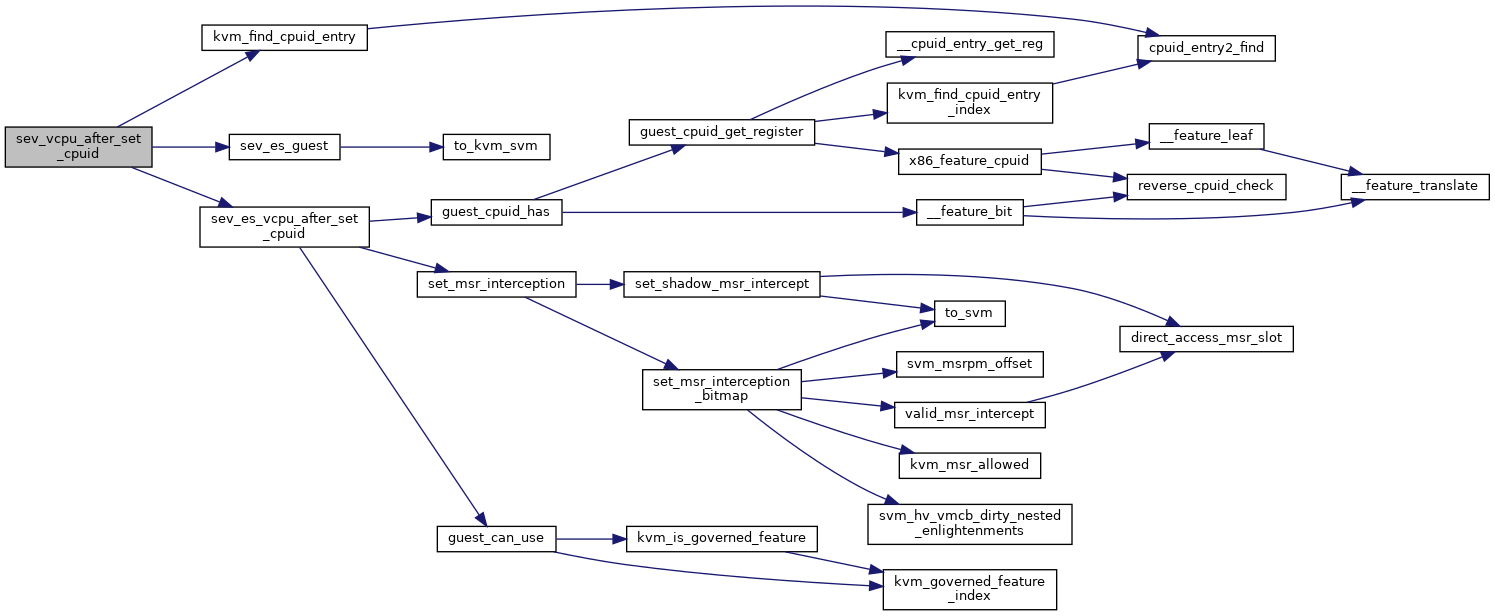 sev_vcpu_after_set
_cpuid
kvm_find_cpuid_entry
sev_es_guest
sev_es_vcpu_after_set
_cpuid
to_kvm_svm
guest_cpuid_has
set_msr_interception
guest_can_use
guest_cpuid_get_register
set_shadow_msr_intercept
set_msr_interception
_bitmap
kvm_is_governed_feature
__cpuid_entry_get_reg
kvm_find_cpuid_entry
_index
x86_feature_cpuid
__feature_bit
to_svm
svm_msrpm_offset
valid_msr_intercept
kvm_msr_allowed
svm_hv_vmcb_dirty_nested
_enlightenments
kvm_governed_feature
_index
cpuid_entry2_find
__feature_leaf
reverse_cpuid_check
direct_access_msr_slot
__feature_translate